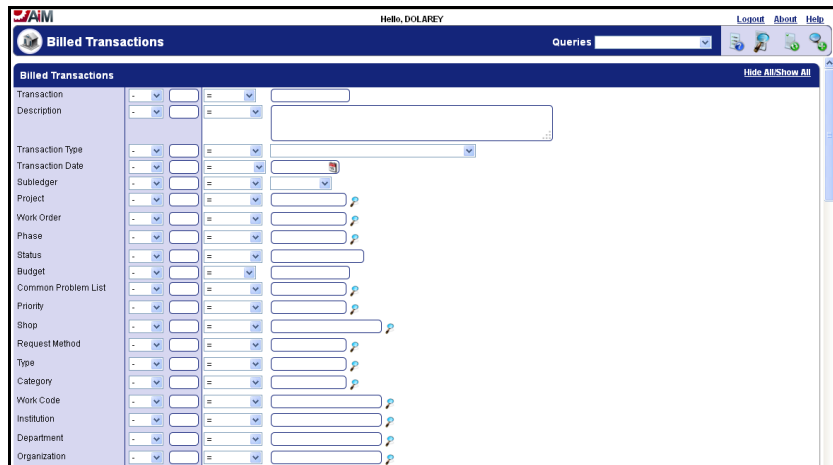 AiM Hello, DOLAREY Logout About Help
Billed Transactions Queries
Billed Transactions Hide All/Show All
Transaction - =
Description - =
Transaction Type - =
Transaction Date - =
Subledger - =
Project - =
Work Order - =
Phase - =
Status - =
Budget - =
Common Problem List - =
Priority - =
Shop - =
Request Method - =
Type - =
Category - =
Work Code - =
Institution - =
Department - =
Organization - =